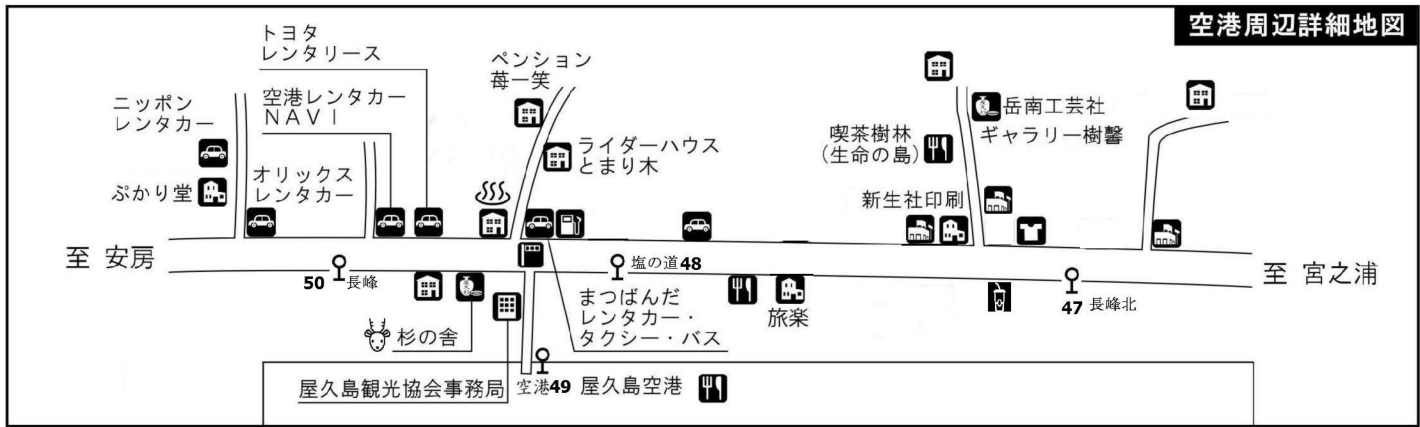 空港周辺詳細地図
トヨタ
レンタリース
ペンション
苺一笑
ニッポン
レンタカー
空港レンタカー
NAVI
岳南工芸社
ギャラリー樹馨
喫茶樹林
(生命の島)
ライダーハウス
とまり木
ぷかり堂
オリックス
レンタカー
新生社印刷
至 安房
至 宮之浦
50 長峰
塩の道48
47 長峰北
まつばんだ
レンタカー・
タクシー・バス
旅楽
杉の舎
屋久島観光協会事務局
空港49
屋久島空港